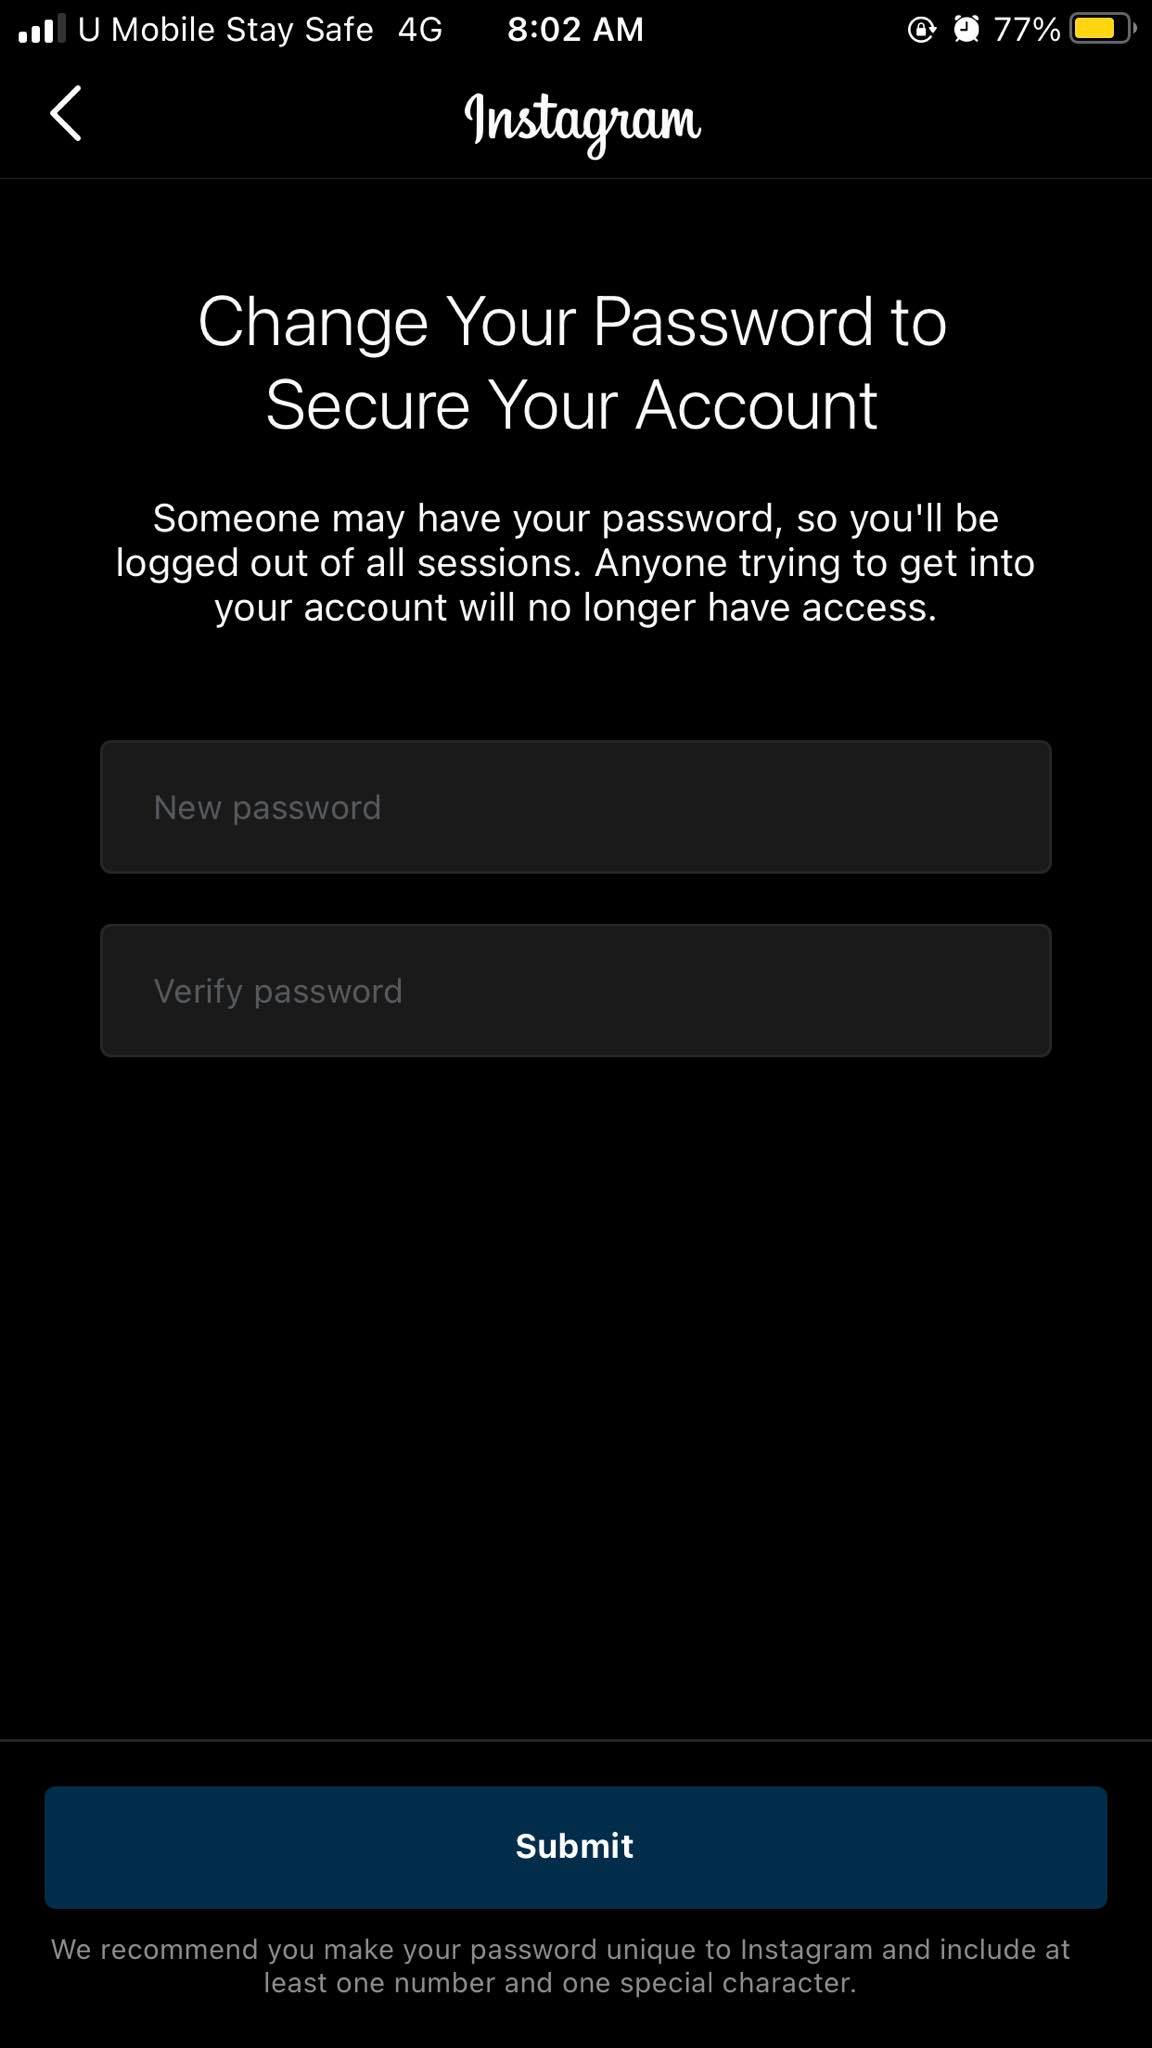 U Mobile Stay Safe 4G 8:02 AM 77%
Instagram
Change Your Password to
Secure Your Account
Someone may have your password, so you'll be
logged out of all sessions. Anyone trying to get into
your account will no longer have access.
New password
Verify password
Submit
We recommend you make your password unique to Instagram and include at
least one number and one special character.